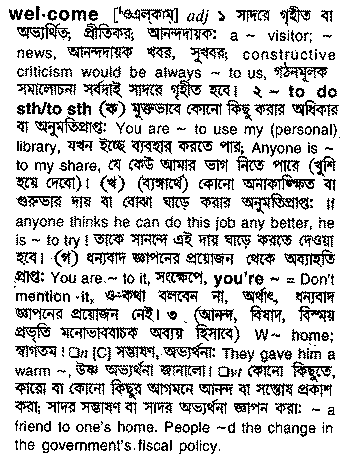 wel·come [ˈওএল্‌কাম্‌] adj ১ সাদরে গৃহীত বা
অভ্যর্থিত; প্রীতিকর; আনন্দদায়ক: a ~ visitor; ~
news, আনন্দদায়ক খবর, সুখবর; constructive
criticism would be always ~ to us, গঠনমূলক
সমালোচনা সর্বদাই সাদরে গৃহীত হবে। ২ ~ to do
sth/to sth (ক) মুক্তভাবে কোনো কিছু করার অধিকার
বা অনুমতিপ্রাপ্ত: You are ~ to use my (personal)
library, যখন ইচ্ছে ব্যবহার করতে পার; Anyone is ~
to my share, যে কেউ আমার ভাগ নিতে পারে (খুশি
হয়ে দেবো)। (খ) (ব্যঙ্গার্থে) কোনো অনাকাঙ্ক্ষিত বা
গুরুভার দায় বা বোঝা ঘাড়ে করার অনুমতিপ্রাপ্ত: If
anyone thinks he can do this job any better, he
is ~ to try! তাকে সানন্দে এই দায় ঘাড়ে করতে দেওয়া
হবে। (গ) ধন্যবাদ জ্ঞাপনের প্রয়োজন থেকে অব্যাহতি
প্রাপ্ত: You are ~ to it, সংক্ষেপে, you're ~ = Don't
mention it, ও-কথা বলবেন না, অর্থাৎ, ধন্যবাদ
জ্ঞাপনের প্রয়োজন নেই। ৩ (আনন্দ, বিষাদ, বিস্ময়
প্রভৃতি মনোভাববাচক অব্যয় হিসাবে) W~ home;
স্বাগতম! □n [C] সম্ভাষণ, অভ্যর্থনা: They gave him a
warm ~, উষ্ণ অভ্যর্থনা জানালো। □vt কোনো কিছুতে,
কারো বা কোনো কিছুর আগমনে আনন্দ বা সন্তোষ প্রকাশ
করা; সাদর সম্ভাষণ বা সাদর অভ্যর্থনা জ্ঞাপন করা: ~ a
friend to one's home. People ~d the change in
the government's fiscal policy.